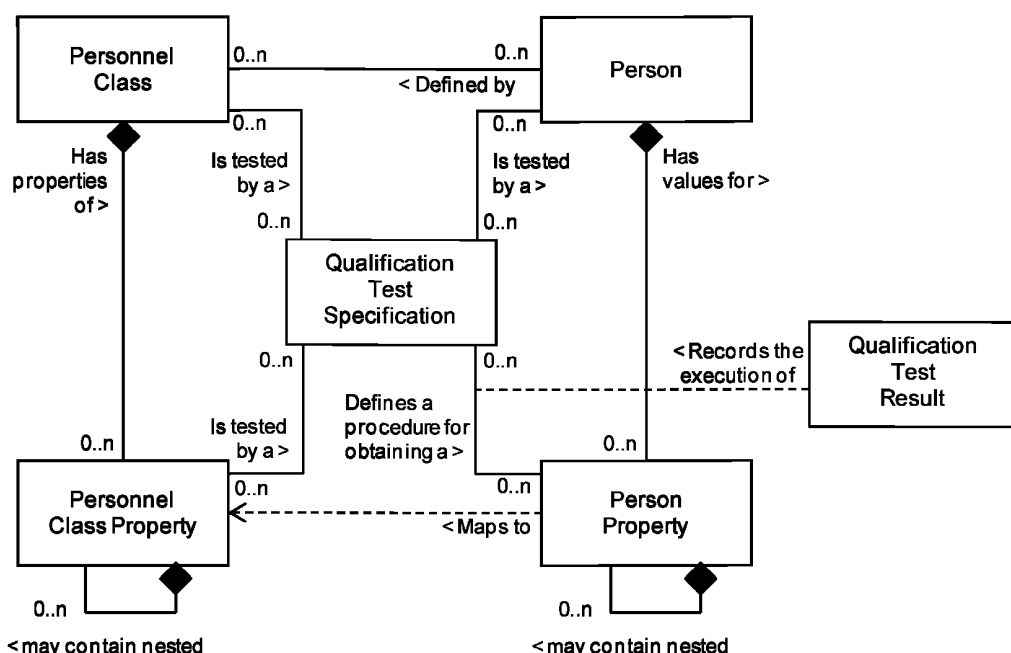 Personnel
Class
0..n
0..n
< Defined by
Person
0..n
Is tested
by a >
0..n
0..n
Is tested
by a >
0..n
Has
properties
of >
Has
values for >
Qualification
Test
Specification
0..n
0..n
< Records the
execution of
Qualification
Test
Result
Is tested
by a >
Defines a
procedure for
obtaining a >
0..n
0..n
0..n
0..n
Personnel
Class Property
< Maps to
Person
Property
0..n
0..n
< may contain nested
< may contain nested